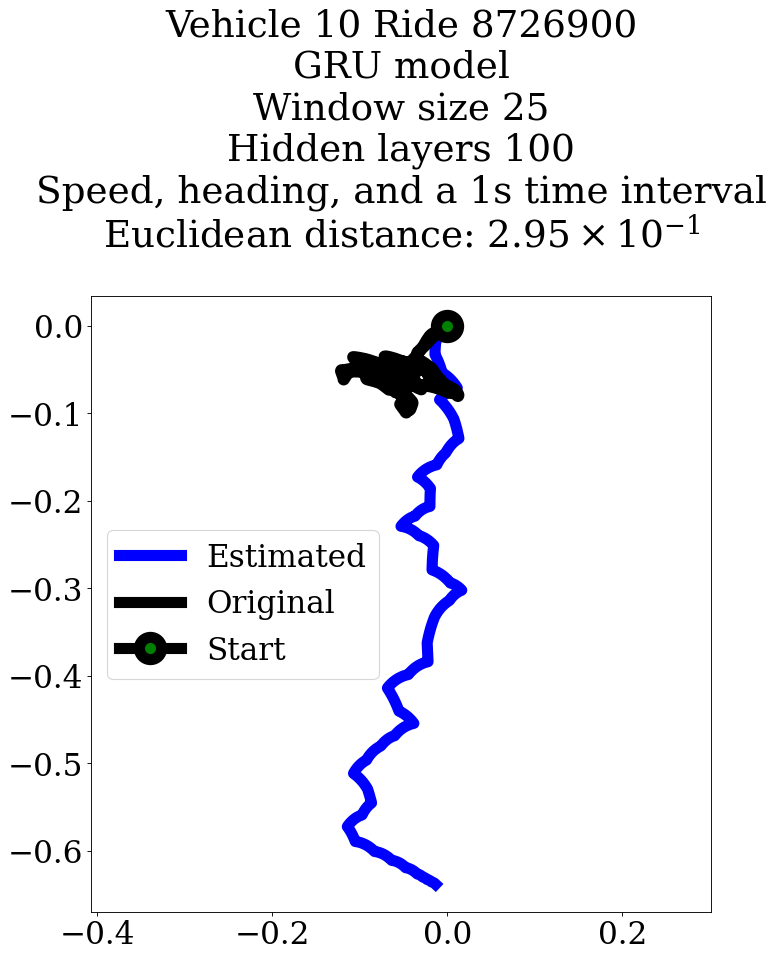 Vehicle 10 Ride 8726900
GRU model
Window size 25
Hidden layers 100
Speed, heading, and a 1s time interval
Euclidean distance: 2.95 × 10⁻¹
0.0
−0.1
−0.2
−0.3
−0.4
−0.5
−0.6
Estimated
Original
Start
−0.4 −0.2 0.0 0.2